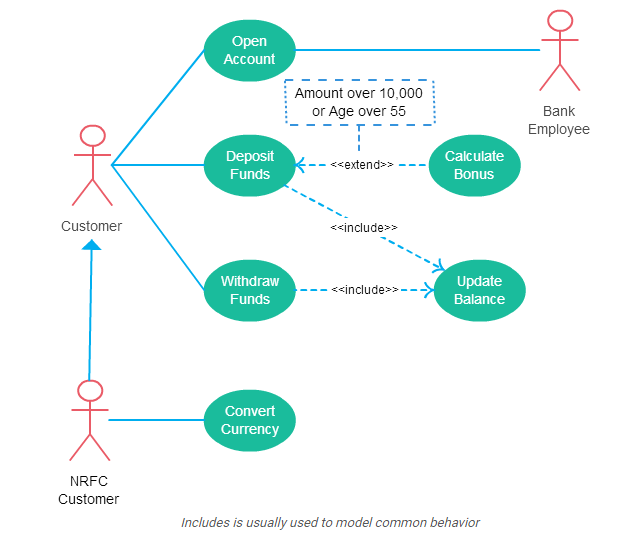 Open
Account
Bank
Employee
Amount over 10,000
or Age over 55
Customer
Deposit
Funds
<<extend>>
Calculate
Bonus
<<include>>
Withdraw
Funds
<<include>>
Update
Balance
NRFC
Customer
Convert
Currency
Includes is usually used to model common behavior